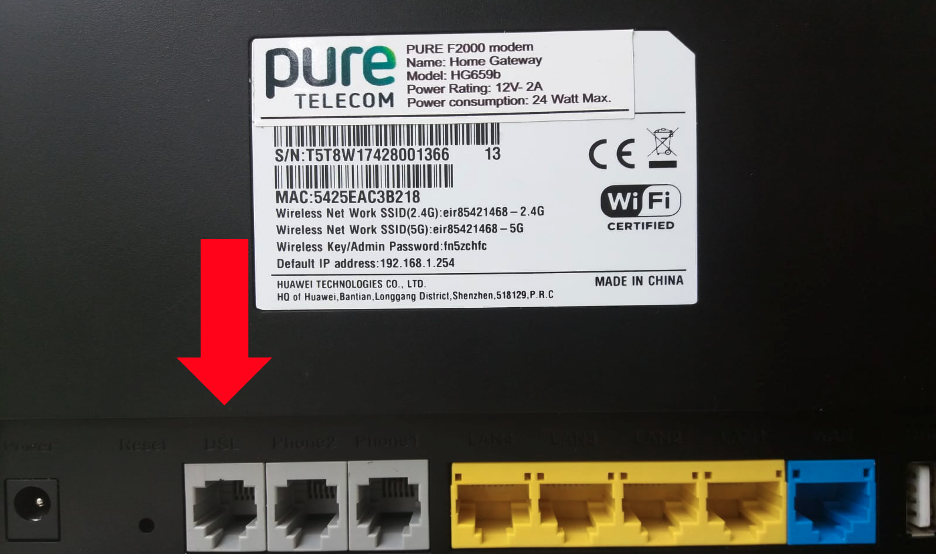 pure
TELECOM
PURE F2000 modem
Name: Home Gateway
Model: HG659b
Power Rating: 12V- 2A
Power consumption: 24 Watt Max.
S/N:T5T8W17428001366 13
MAC:5425EAC3B218
Wireless Net Work SSID(2.4G):eir85421468-2.4G
Wireless Net Work SSID(5G):eir85421468-5G
Wireless Key/Admin Password:fn5zchfc
Default IP address:192.168.1.254
CE
Wi Fi
CERTIFIED
HUAWEI TECHNOLOGIES CO., LTD.
HQ of Huawei,Bantian,Longgang District,Shenzhen,518129,P.R.C
MADE IN CHINA
Power Reset DSL Phone2 Phone1 LAN4 LAN3 LAN2 LAN1 WAN